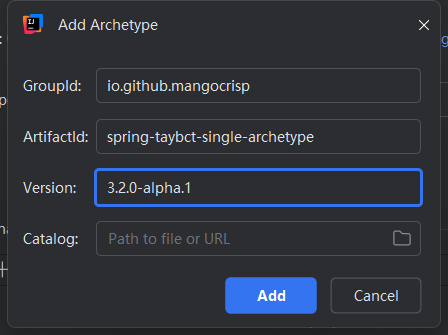 Add Archetype
GroupId: io.github.mangocrisp
ArtifactId: spring-taybct-single-archetype
Version: 3.2.0-alpha.1
Catalog: Path to file or URL
Add Cancel